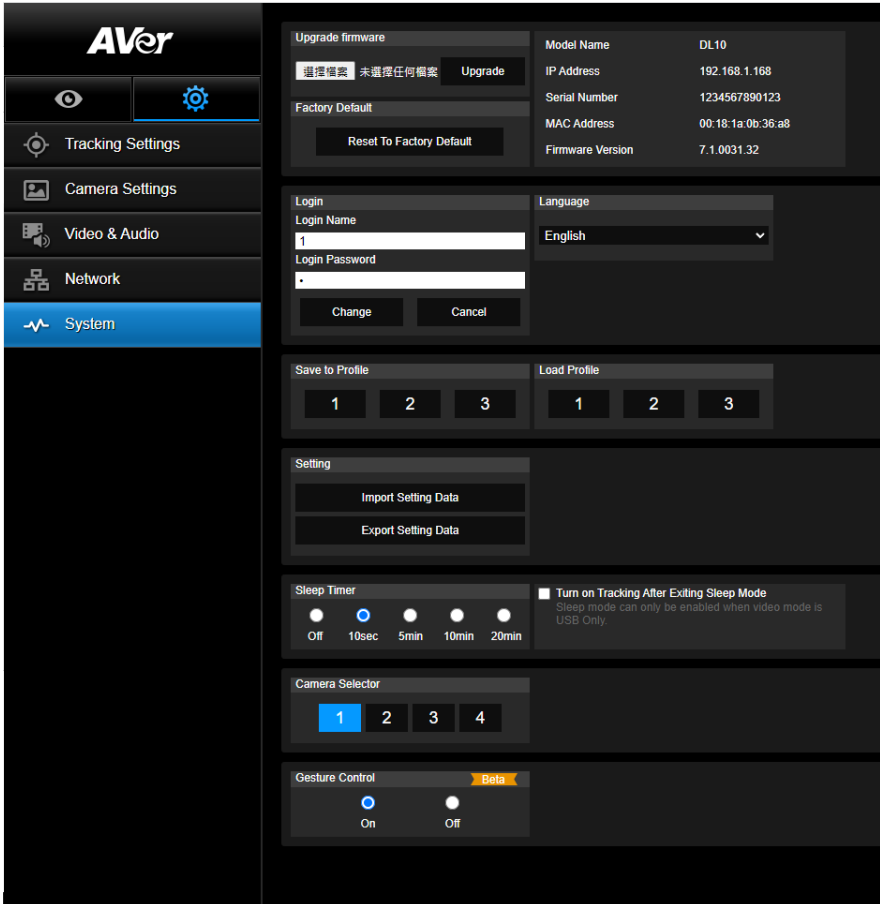 AVer
Tracking Settings
Camera Settings
Video & Audio
Network
System
Upgrade firmware
選擇檔案 未選擇任何檔案 Upgrade
Factory Default
Reset To Factory Default
Model Name DL10
IP Address 192.168.1.168
Serial Number 1234567890123
MAC Address 00:18:1a:0b:36:a8
Firmware Version 7.1.0031.32
Login
Login Name
1
Login Password
•
Change Cancel
Language
English
Save to Profile
1 2 3
Load Profile
1 2 3
Setting
Import Setting Data
Export Setting Data
Sleep Timer
Off 10sec 5min 10min 20min
Turn on Tracking After Exiting Sleep Mode
Sleep mode can only be enabled when video mode is
USB Only.
Camera Selector
1 2 3 4
Gesture Control Beta
On Off